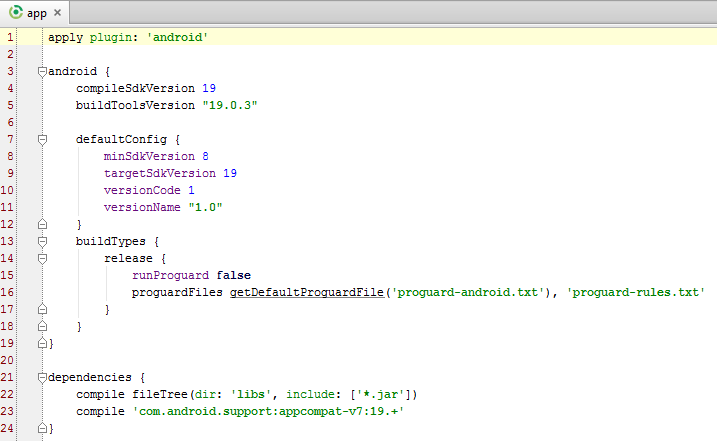 app
1 apply plugin: 'android'
2
3 android {
4 compileSdkVersion 19
5 buildToolsVersion "19.0.3"
6
7 defaultConfig {
8 minSdkVersion 8
9 targetSdkVersion 19
10 versionCode 1
11 versionName "1.0"
12 }
13 buildTypes {
14 release {
15 runProguard false
16 proguardFiles getDefaultProguardFile('proguard-android.txt'), 'proguard-rules.txt'
17 }
18 }
19 }
20
21 dependencies {
22 compile fileTree(dir: 'libs', include: ['*.jar'])
23 compile 'com.android.support:appcompat-v7:19.+'
24 }